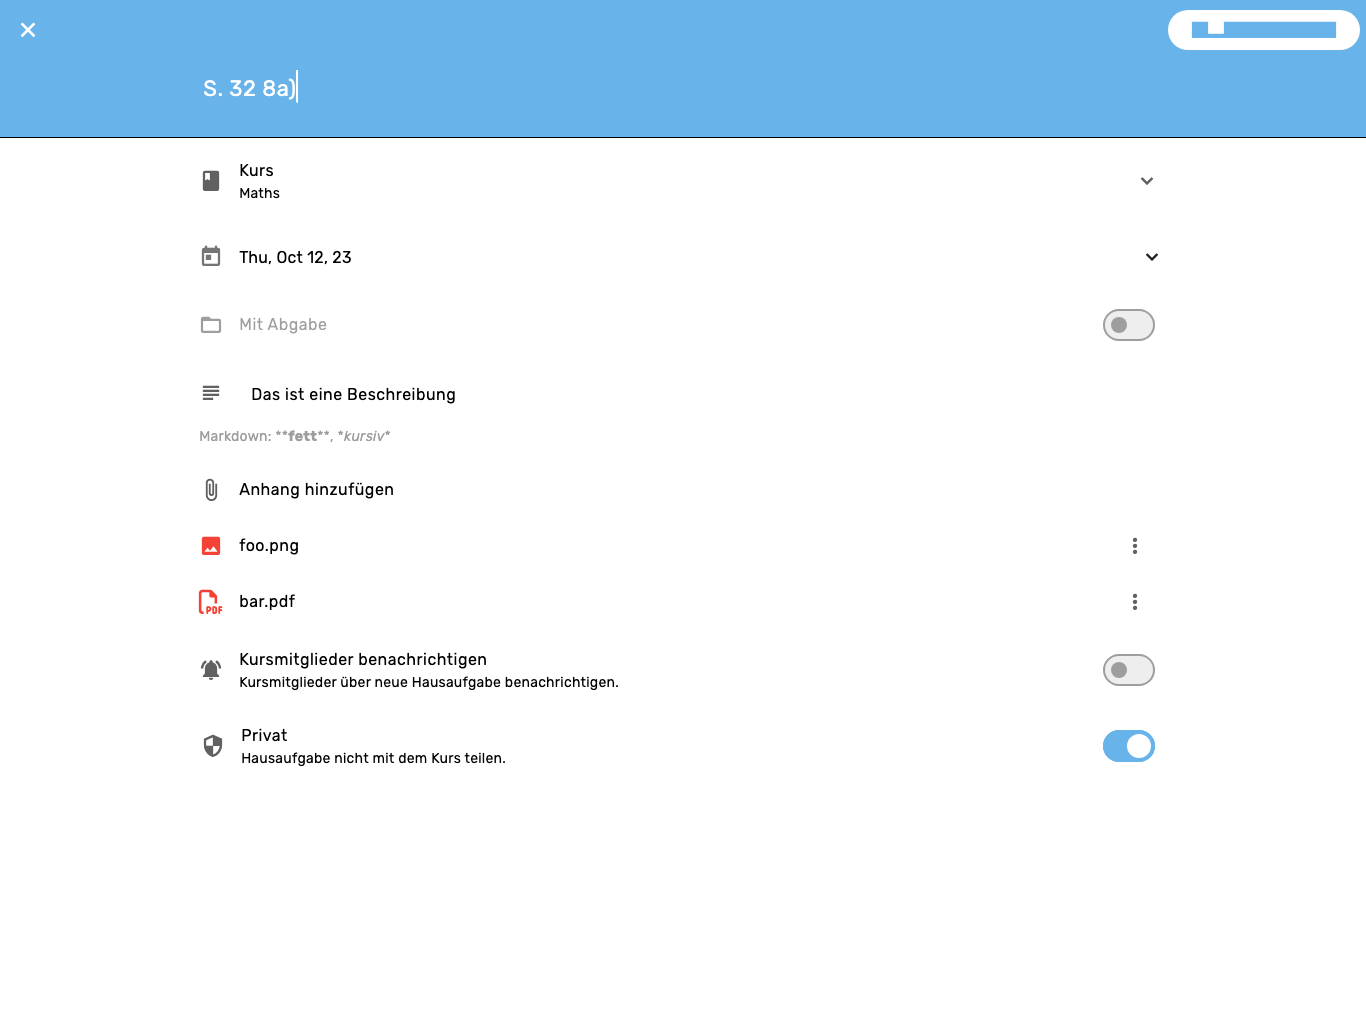 S. 32 8a)
Kurs
Maths
Thu, Oct 12, 23
Mit Abgabe
Das ist eine Beschreibung
Markdown: **fett**, *kursiv*
Anhang hinzufügen
foo.png
PDF
bar.pdf
Kursmitglieder benachrichtigen
Kursmitglieder über neue Hausaufgabe benachrichtigen.
Privat
Hausaufgabe nicht mit dem Kurs teilen.